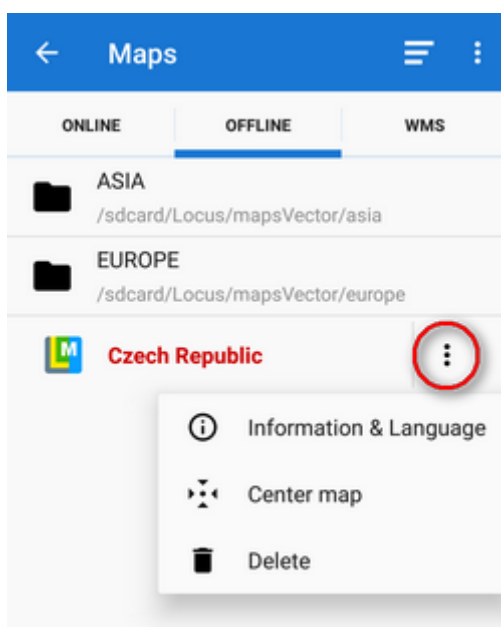 Maps
ONLINE OFFLINE WMS
ASIA
/sdcard/Locus/mapsVector/asia
EUROPE
/sdcard/Locus/mapsVector/europe
M Czech Republic
Information & Language
Center map
Delete